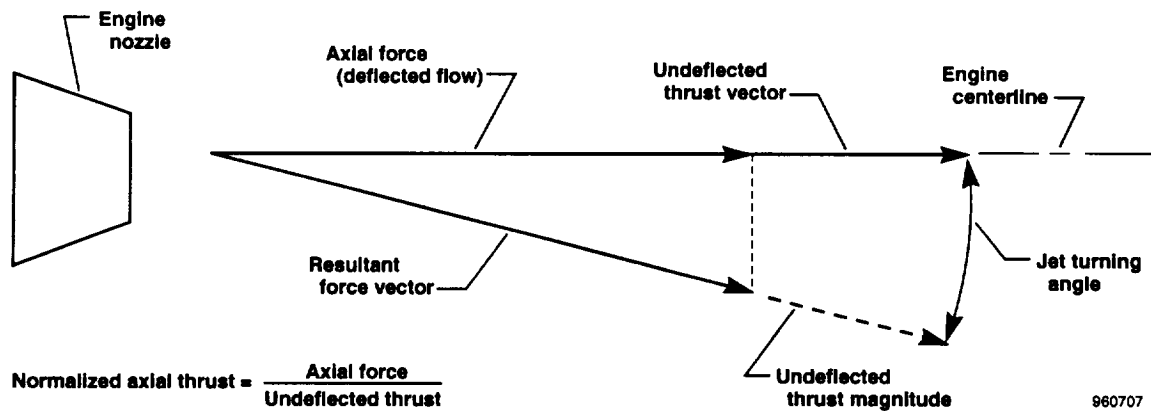 Engine
nozzle
Axial force
(deflected flow)
Undeflected
thrust vector
Engine
centerline
Resultant
force vector
Jet turning
angle
Undeflected
thrust magnitude
Normalized axial thrust = Axial force
Undeflected thrust
960707